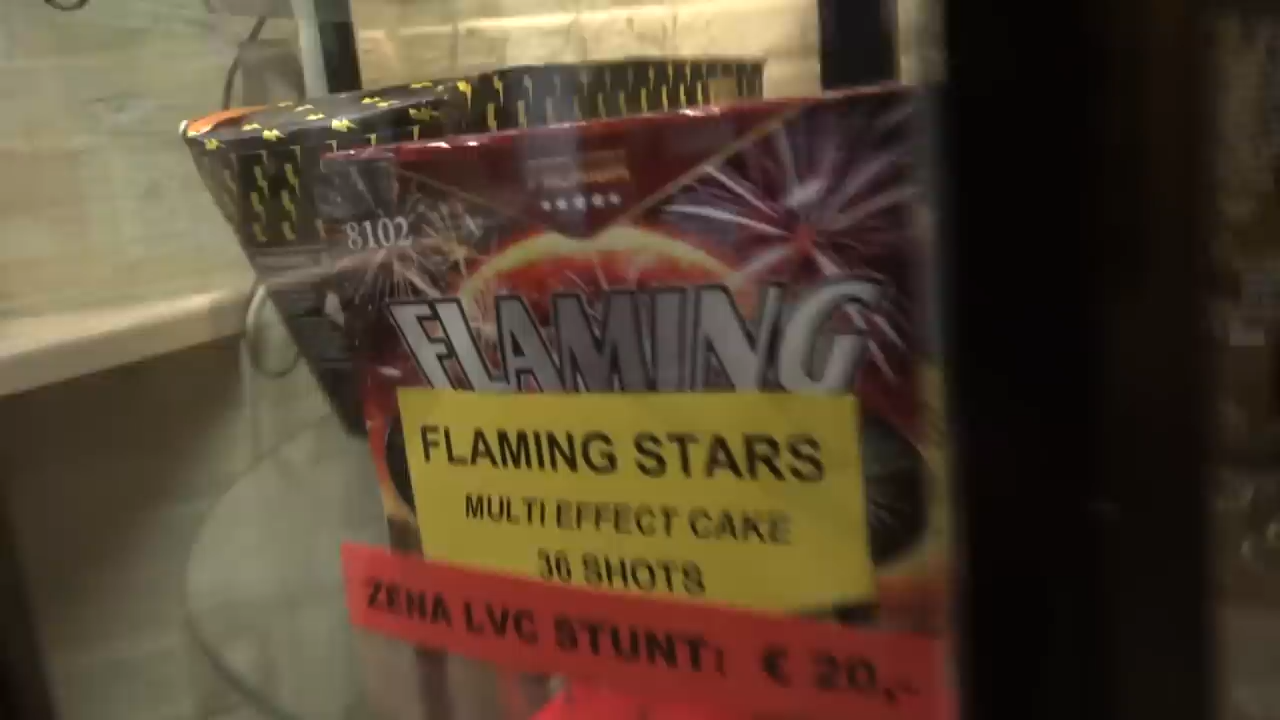 8102
FLAMING
FLAMING STARS
MULTI EFFECT CAKE
36 SHOTS
ZENA LVC STUNT: € 20,-